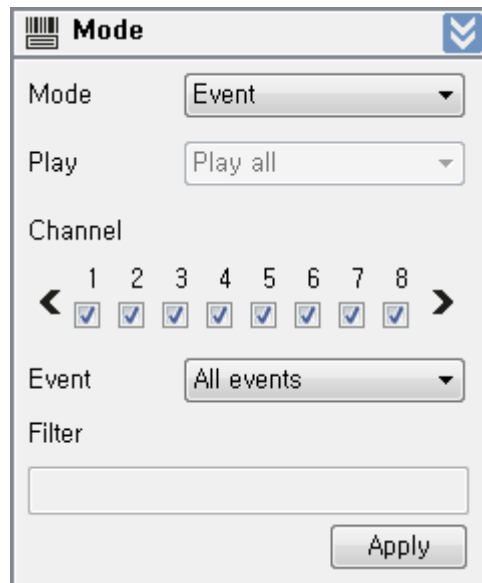 Mode
Mode Event
Play Play all
Channel
1 2 3 4 5 6 7 8
Event All events
Filter
Apply